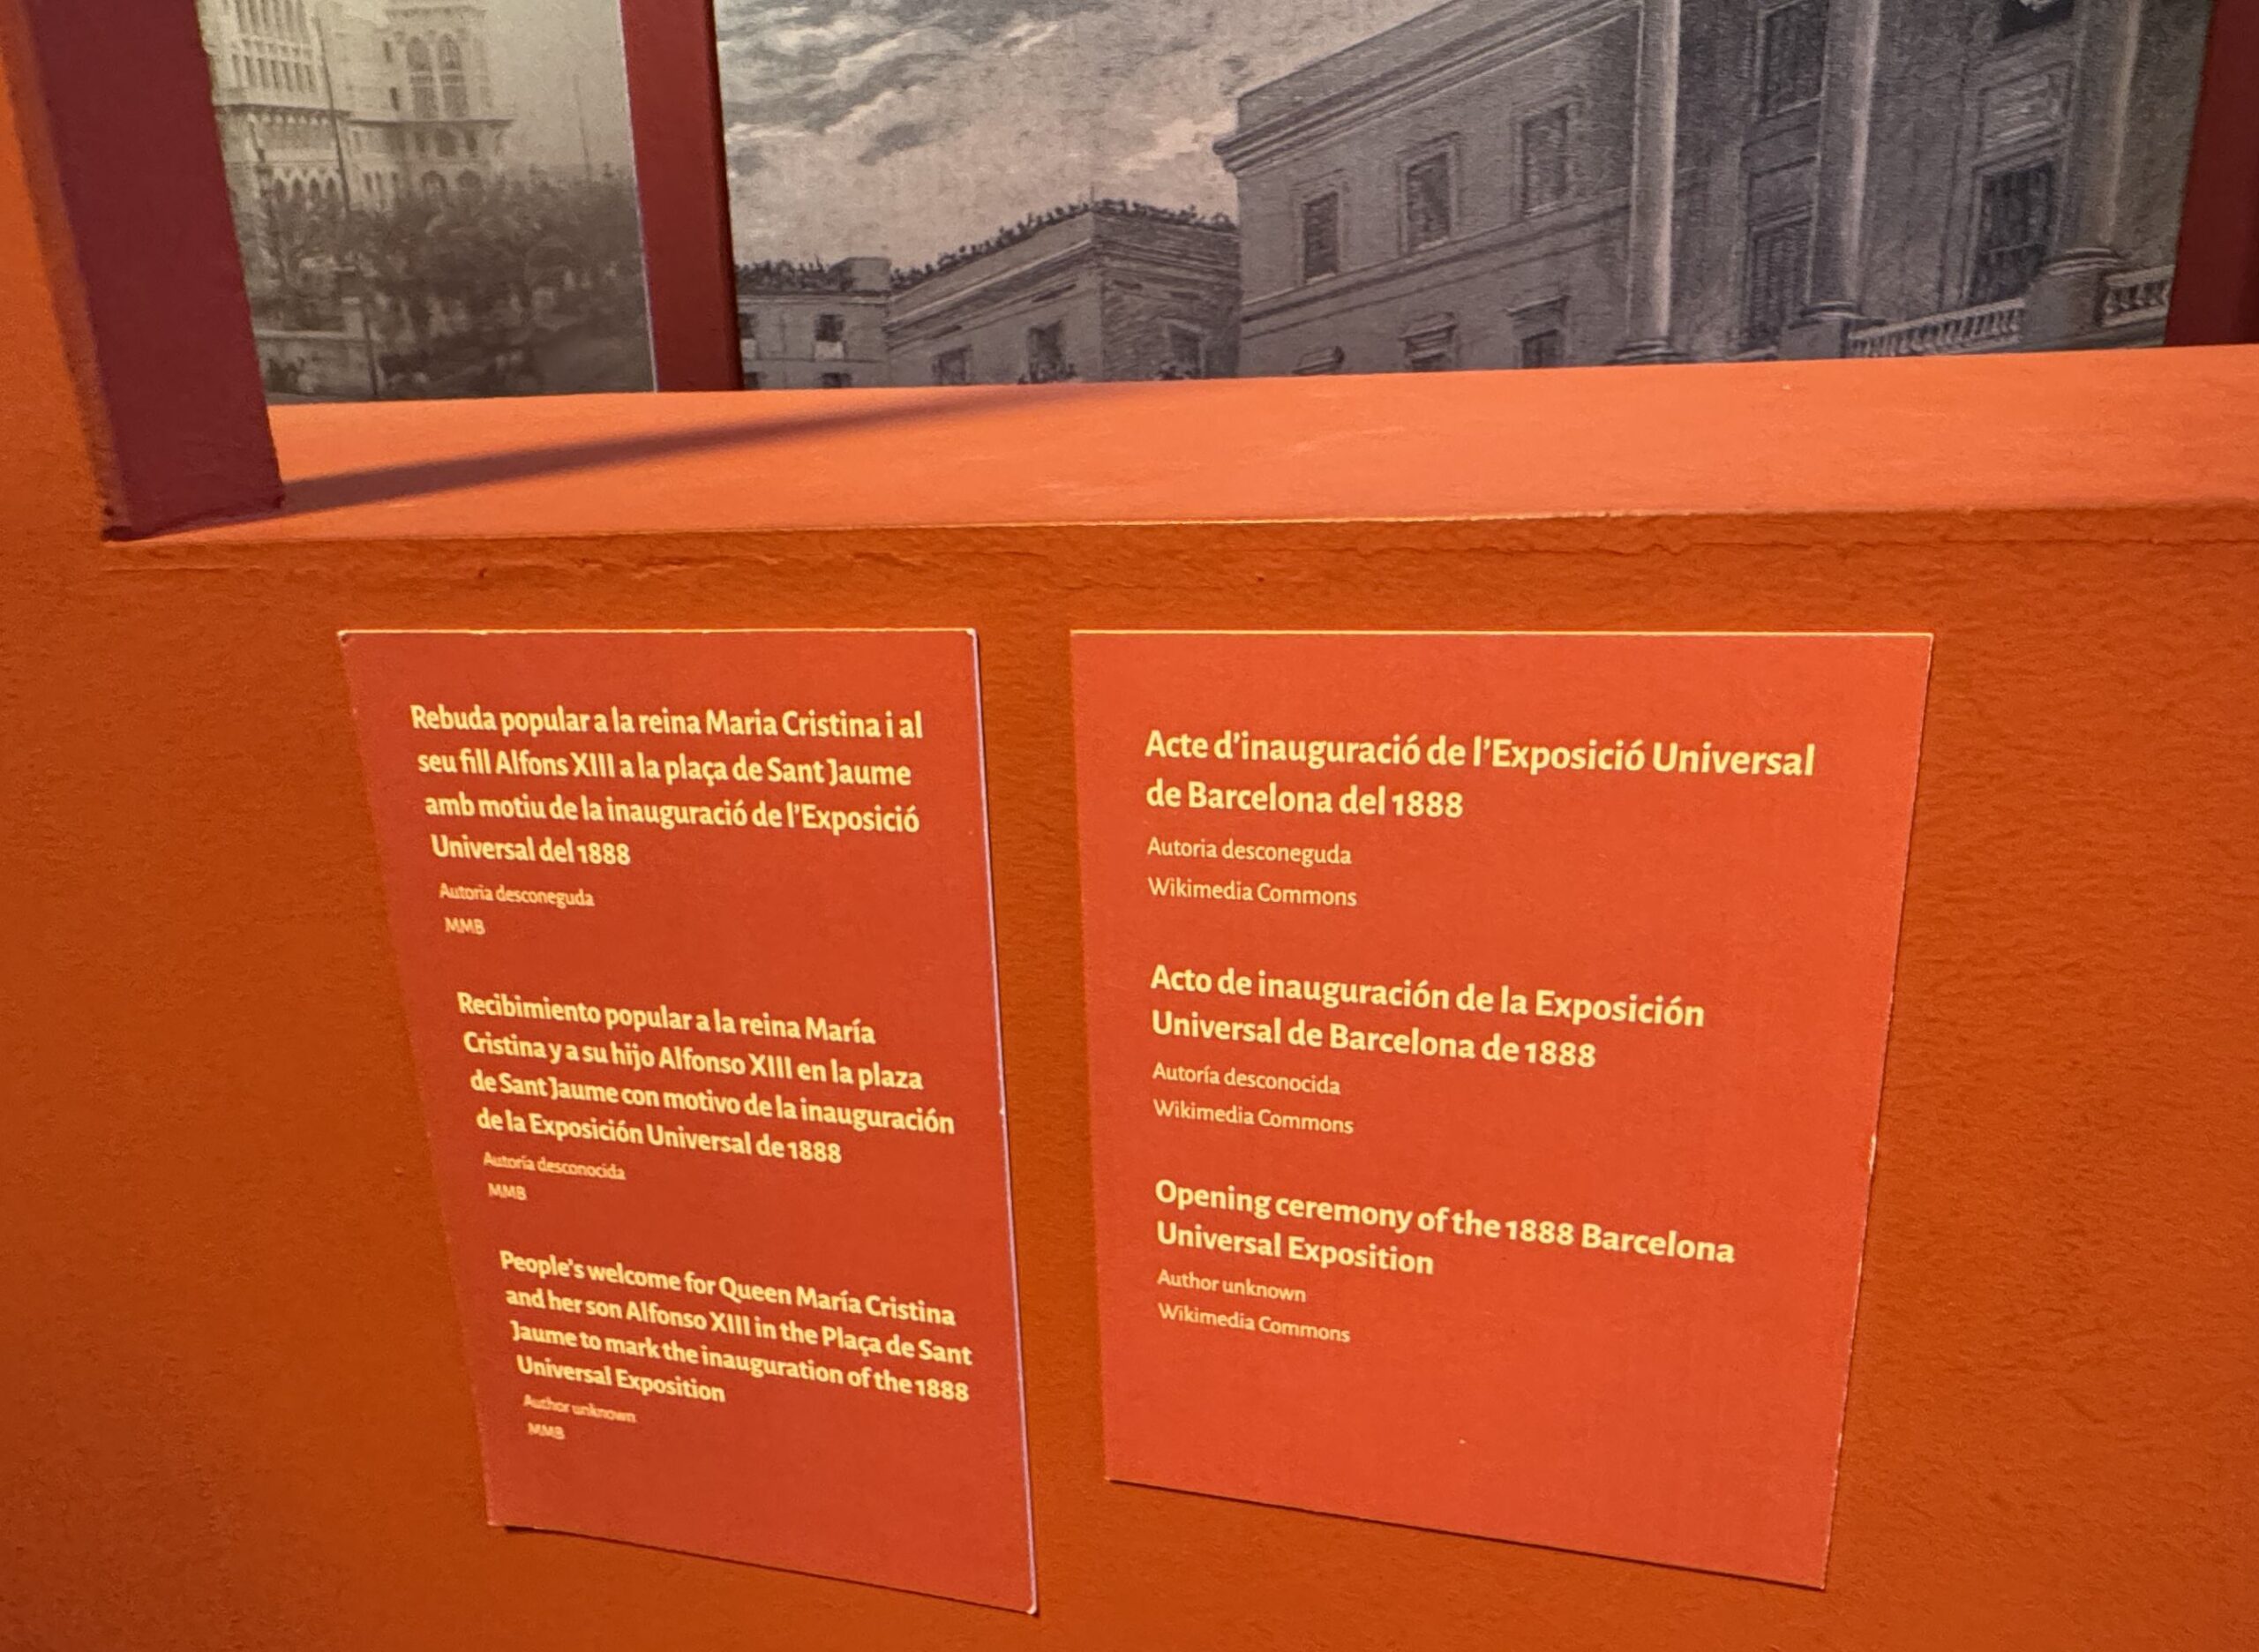 Rebuda popular a la reina Maria Cristina i al
seu fill Alfons XIII a la plaça de Sant Jaume
amb motiu de la inauguració de l'Exposició
Universal del 1888
Autoria desconeguda
MMB
Recibimiento popular a la reina María
Cristina y a su hijo Alfonso XIII en la plaza
de Sant Jaume con motivo de la inauguración
de la Exposición Universal de 1888
Autoría desconocida
MMB
People's welcome for Queen María Cristina
and her son Alfonso XIII in the Plaça de Sant
Jaume to mark the inauguration of the 1888
Universal Exposition
Author unknown
MMB
Acte d'inauguració de l'Exposició Universal
de Barcelona del 1888
Autoria desconeguda
Wikimedia Commons
Acto de inauguración de la Exposición
Universal de Barcelona de 1888
Autoría desconocida
Wikimedia Commons
Opening ceremony of the 1888 Barcelona
Universal Exposition
Author unknown
Wikimedia Commons